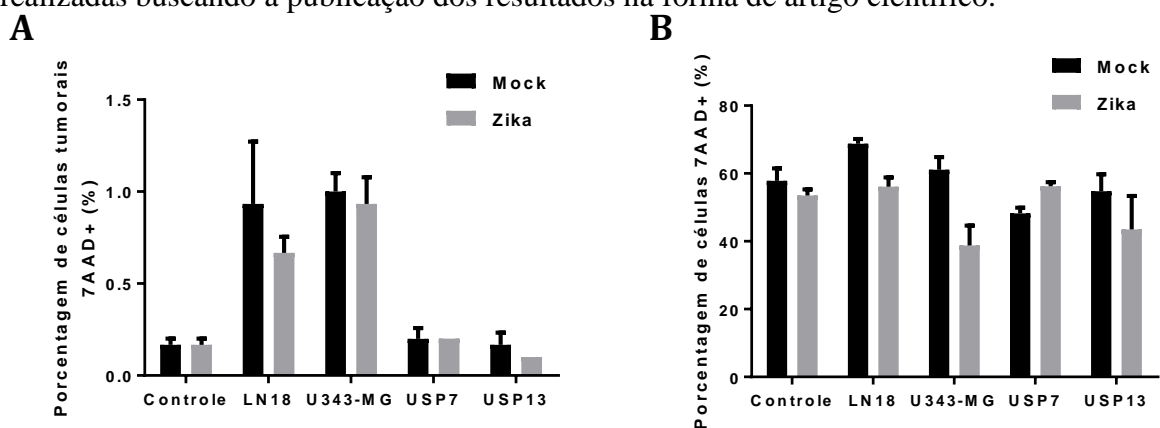 realizadas buscando a publicação dos resultados na forma de artigo científico.
A
Porcentagem de células tumorais
7AAD+ (%)
1.5
1.0
0.5
0.0
Mock
Zika
Controle LN18 U343-MG USP7 USP13
B
Porcentagem de células 7AAD+ (%)
80
60
40
20
0
Mock
Zika
Controle LN18 U343-MG USP7 USP13